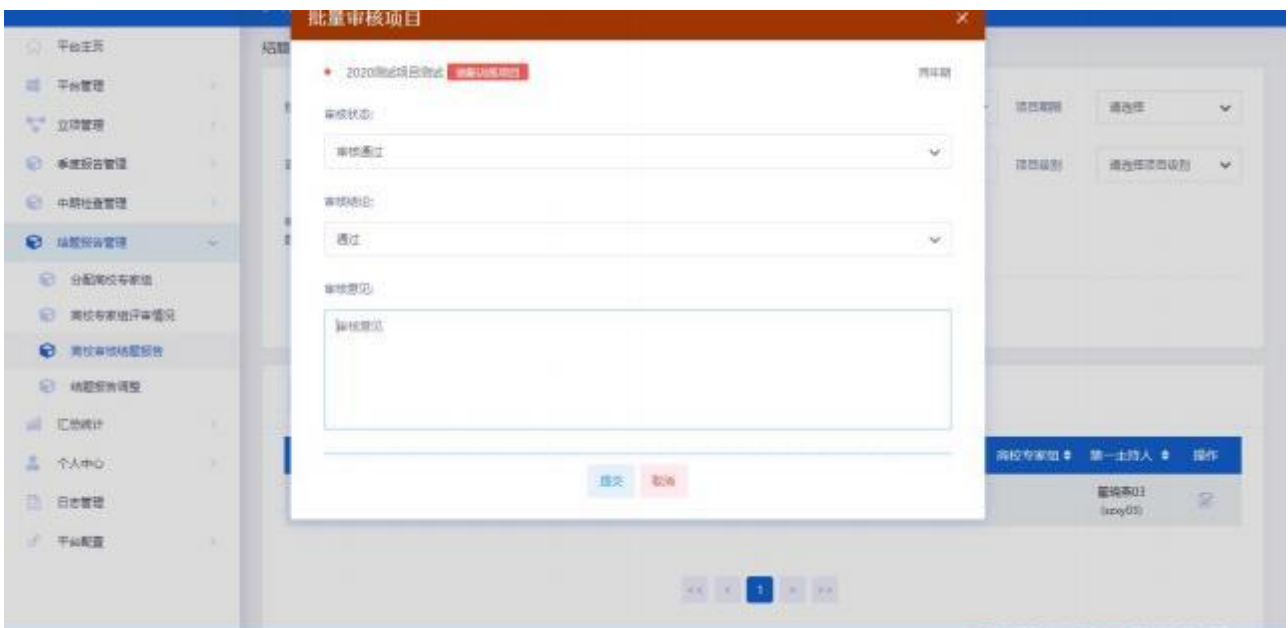 批量审核项目
×
平台主页
平台管理
立项管理
季度报告管理
中期检查管理
结题报告管理
分配高校专家组
高校专家组评审情况
高校审核结题报告
结题报告调整
汇总统计
个人中心
日志管理
平台配置
结题
2020测试项目测试 创新训练项目
两年期
审核状态:
审核通过
审核结论:
通过
审核意见:
审核意见
提交 取消
项目期限 请选择
项目级别 请选择项目级别
高校专家组 第一主持人 操作
<< < 1 > >>